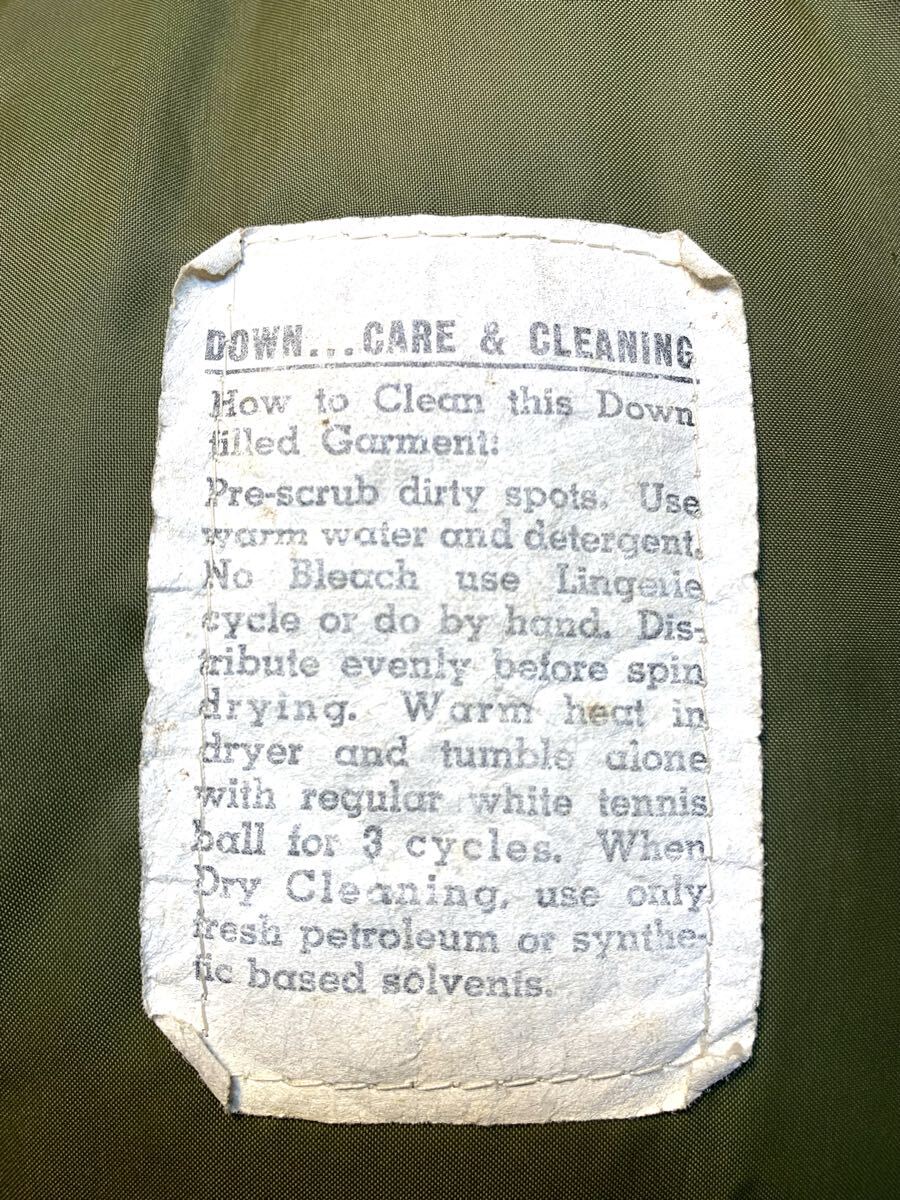 DOWN...CARE & CLEANING
How to Clean this Down
filled Garment:
Pre-scrub dirty spots. Use
warm water and detergent.
No Bleach use Lingerie
cycle or do by hand. Dis-
tribute evenly before spin
drying. Warm heat in
dryer and tumble alone
with regular white tennis
ball for 3 cycles. When
Dry Cleaning, use only
fresh petroleum or synthe-
tic based solvents.